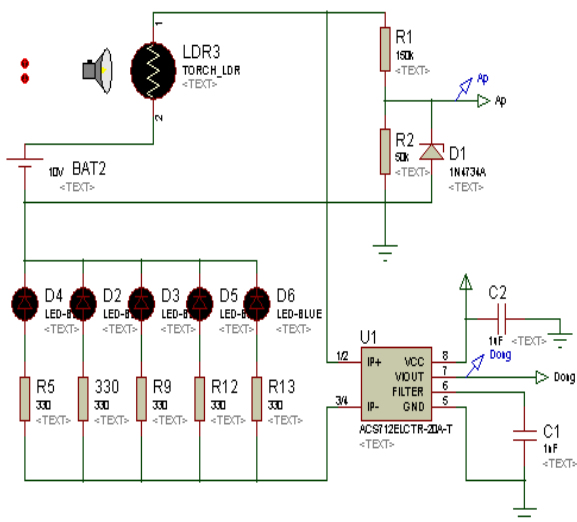 1
LDR3
TORCH_LDR
<TEXT>
2
R1
150k
<TEXT>
Ap
Ap
R2
50k
<TEXT>
D1
1N4734A
<TEXT>
10V
BAT2
<TEXT>
D4
D2
D3
D5
D6
LED-BLUE
<TEXT>
<TEXT>
<TEXT>
<TEXT>
<TEXT>
R5
330
R9
R12
R13
330
330
330
330
330
<TEXT>
<TEXT>
<TEXT>
<TEXT>
<TEXT>
C2
1nF
<TEXT>
U1
1/2
IP+
VCC
8
VIOUT
7
Dong
Dong
FILTER
6
3/4
IP-
GND
5
ACS712ELCTR-20A-T
<TEXT>
C1
1nF
<TEXT>